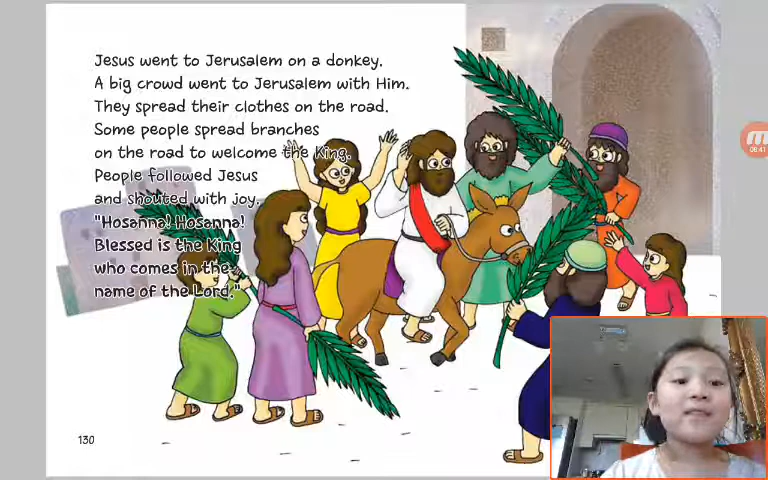 Jesus went to Jerusalem on a donkey.
A big crowd went to Jerusalem with Him.
They spread their clothes on the road.
Some people spread branches
on the road to welcome the King.
People followed Jesus
and shouted with joy.
"Hosanna! Hosanna!
Blessed is the King
who comes in the
name of the Lord."
130
06:41